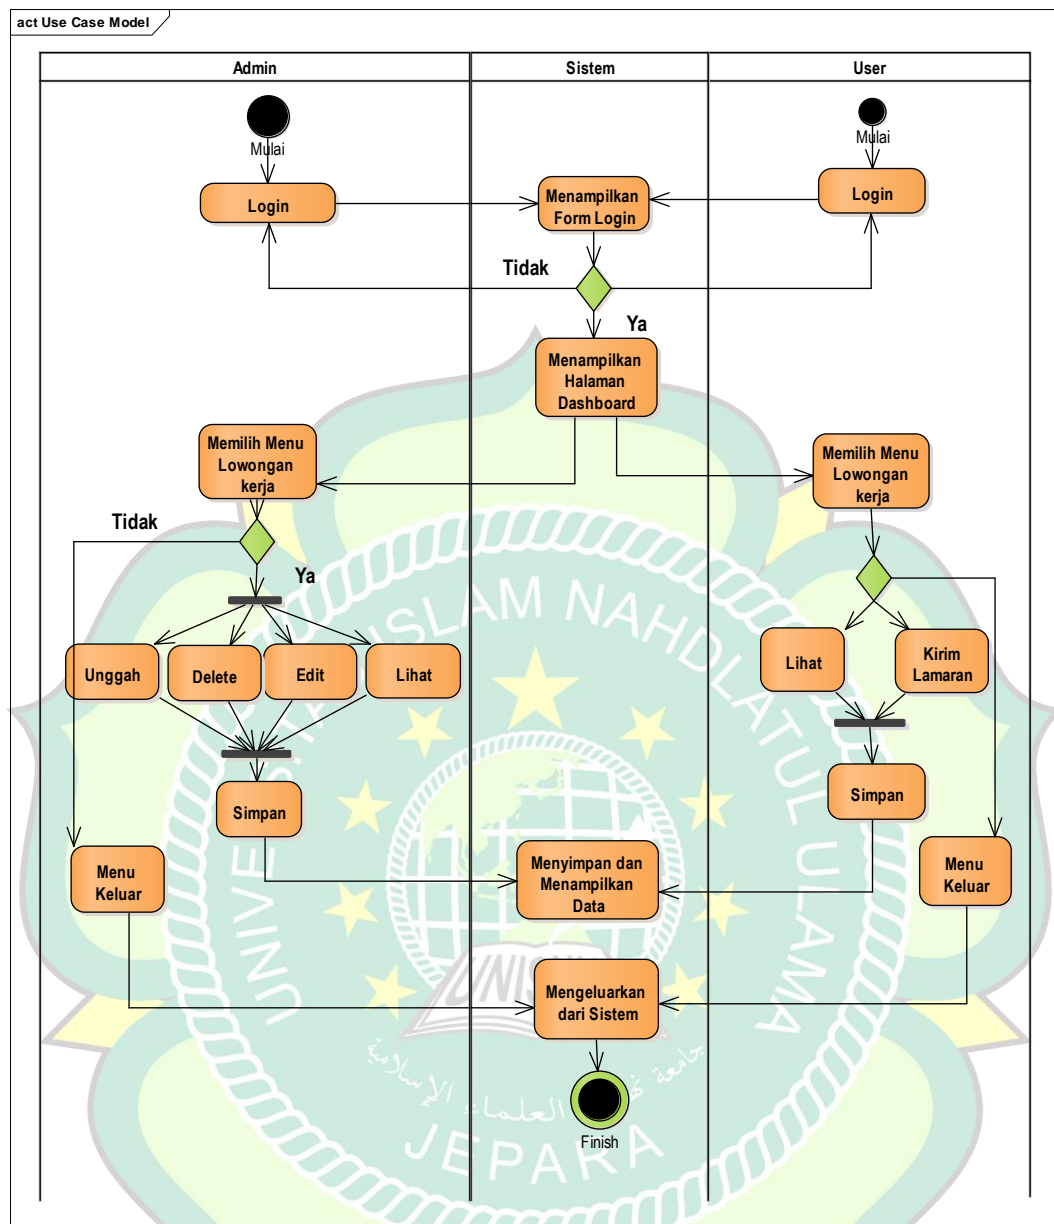 act Use Case Model
Admin
Sistem
User
Mulai
Mulai
Login
Menampilkan
Form Login
Login
Tidak
Ya
Menampilkan
Halaman
Dashboard
Memilih Menu
Lowongan
kerja
Memilih Menu
Lowongan
kerja
Tidak
Ya
Unggah
Delete
Edit
Lihat
Lihat
Kirim
Lamaran
Simpan
Simpan
Menu
Keluar
Menyimpan dan
Menampilkan
Data
Menu
Keluar
Mengeluarkan
dari Sistem
Finish
ISLAM NAHDLATUL ULAMA
JEPARA